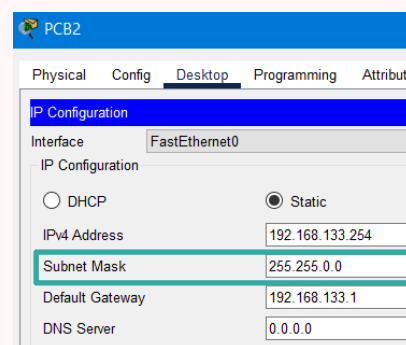 PCB2
Physical Config Desktop Programming Attribut
IP Configuration
Interface FastEthernet0
IP Configuration
DHCP Static
IPv4 Address 192.168.133.254
Subnet Mask 255.255.0.0
Default Gateway 192.168.133.1
DNS Server 0.0.0.0